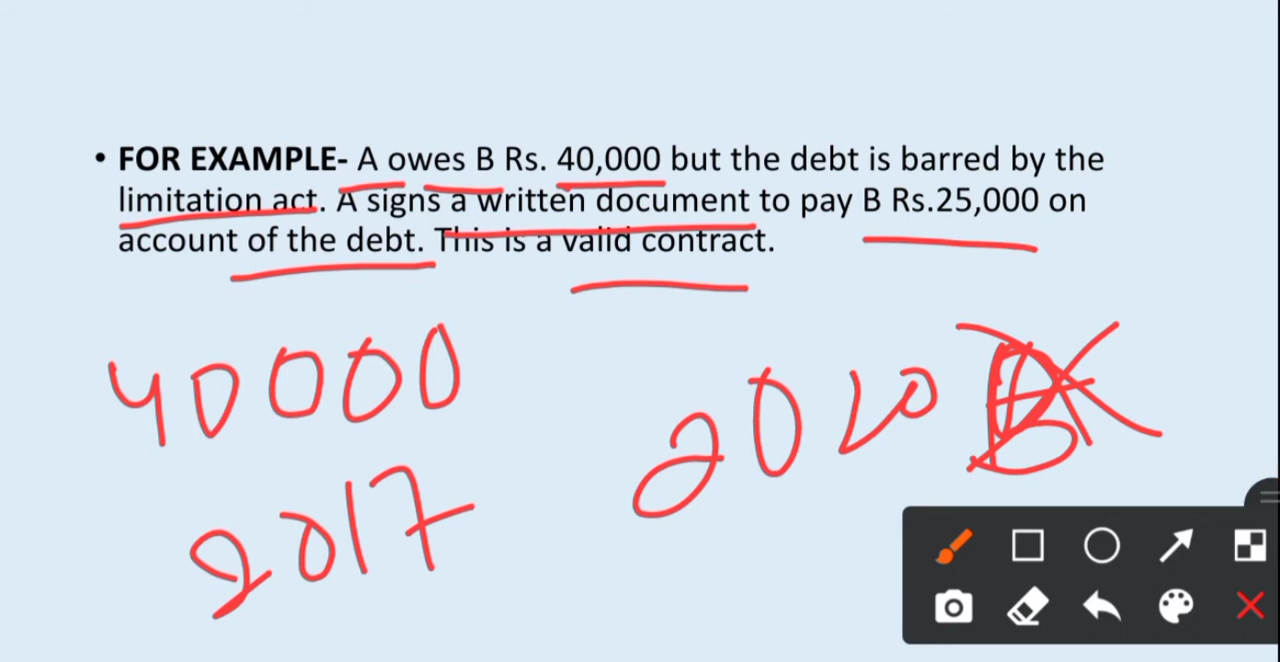 • FOR EXAMPLE- A owes B Rs. 40,000 but the debt is barred by the
limitation act. A signs a written document to pay B Rs.25,000 on
account of the debt. This is a valid contract.
40000
2020
2017